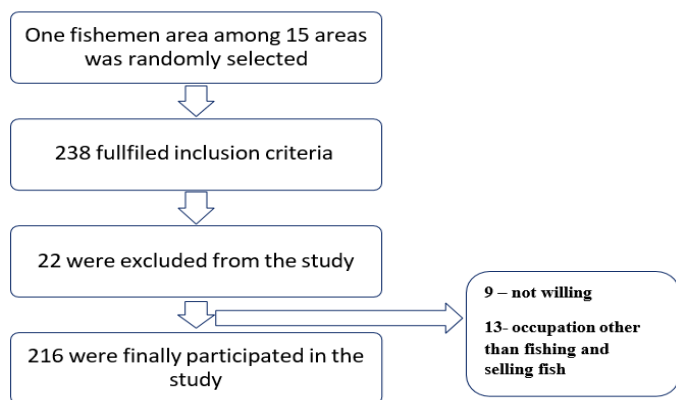 One fishemen area among 15 areas
was randomly selected
238 fullfiled inclusion criteria
22 were excluded from the study
9 – not willing
13- occupation other
than fishing and
selling fish
216 were finally participated in the
study